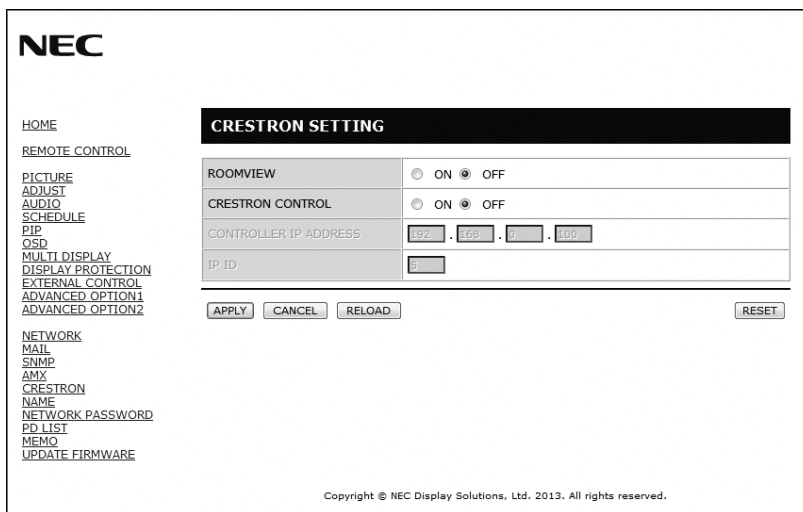 NEC
HOME
REMOTE CONTROL
PICTURE
ADJUST
AUDIO
SCHEDULE
PIP
OSD
MULTI DISPLAY
DISPLAY PROTECTION
EXTERNAL CONTROL
ADVANCED OPTION1
ADVANCED OPTION2
NETWORK
MAIL
SNMP
AMX
CRESTRON
NAME
NETWORK PASSWORD
PD LIST
MEMO
UPDATE FIRMWARE
CRESTRON SETTING
ROOMVIEW ON OFF
CRESTRON CONTROL ON OFF
CONTROLLER IP ADDRESS 192 . 168 . 0 . 100
IP ID 5
APPLY CANCEL RELOAD RESET
Copyright © NEC Display Solutions, Ltd. 2013. All rights reserved.